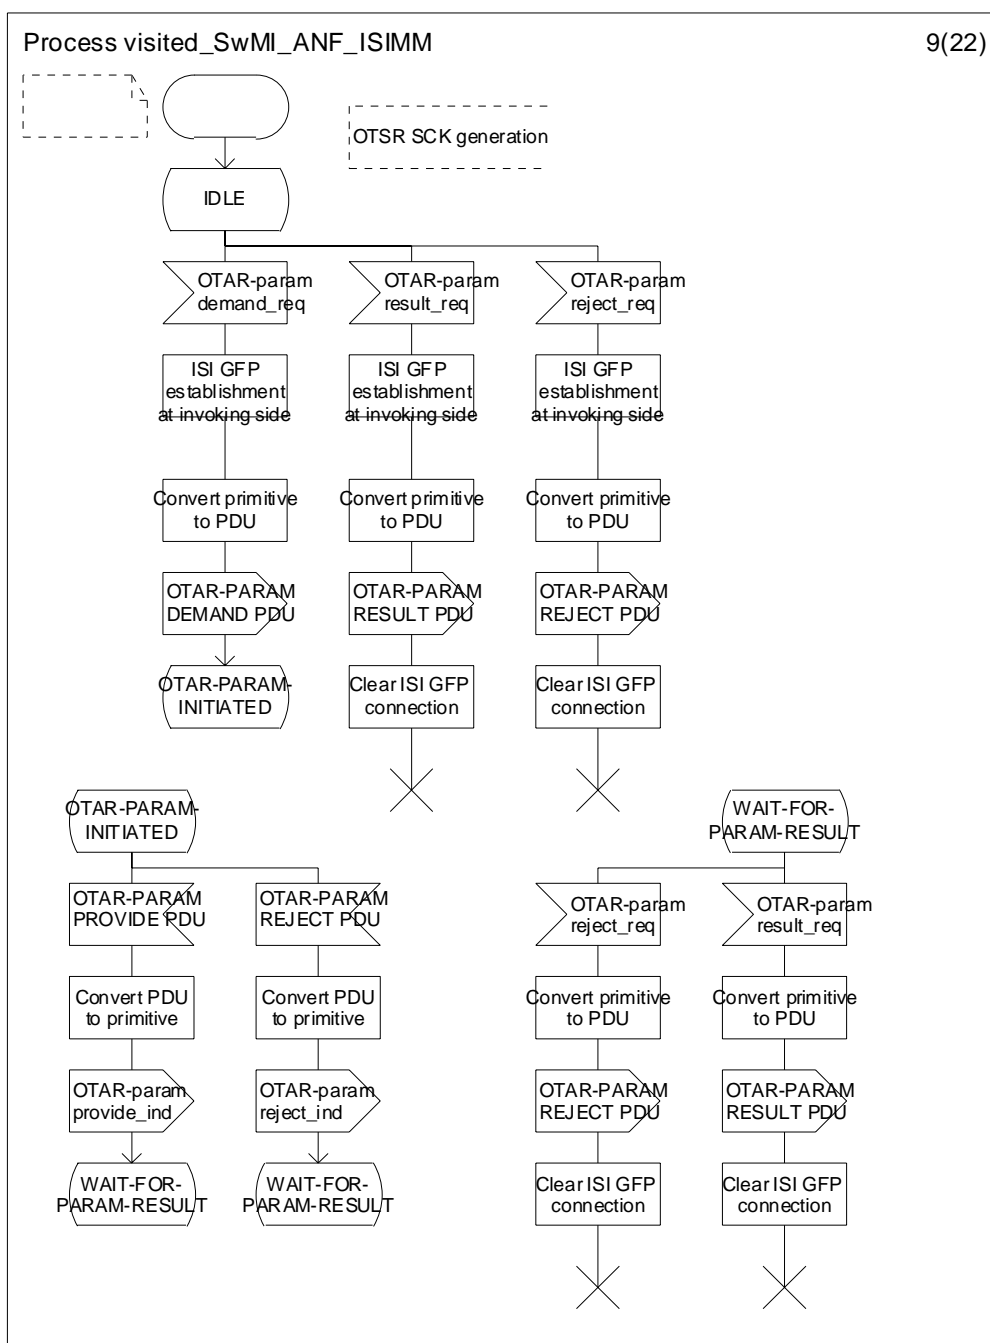 Process visited_SwMI_ANF_ISIMM
9(22)
OTSR SCK generation
IDLE
OTAR-param
demand_req
OTAR-param
result_req
OTAR-param
reject_req
ISI GFP
establishment
at invoking side
ISI GFP
establishment
at invoking side
ISI GFP
establishment
at invoking side
Convert primitive
to PDU
Convert primitive
to PDU
Convert primitive
to PDU
OTAR-PARAM
DEMAND PDU
OTAR-PARAM
RESULT PDU
OTAR-PARAM
REJECT PDU
OTAR-PARAM-
INITIATED
Clear ISI GFP
connection
Clear ISI GFP
connection
OTAR-PARAM-
INITIATED
WAIT-FOR-
PARAM-RESULT
OTAR-PARAM
PROVIDE PDU
OTAR-PARAM
REJECT PDU
OTAR-param
reject_req
OTAR-param
result_req
Convert PDU
to primitive
Convert PDU
to primitive
Convert primitive
to PDU
Convert primitive
to PDU
OTAR-param
provide_ind
OTAR-param
reject_ind
OTAR-PARAM
REJECT PDU
OTAR-PARAM
RESULT PDU
WAIT-FOR-
PARAM-RESULT
WAIT-FOR-
PARAM-RESULT
Clear ISI GFP
connection
Clear ISI GFP
connection